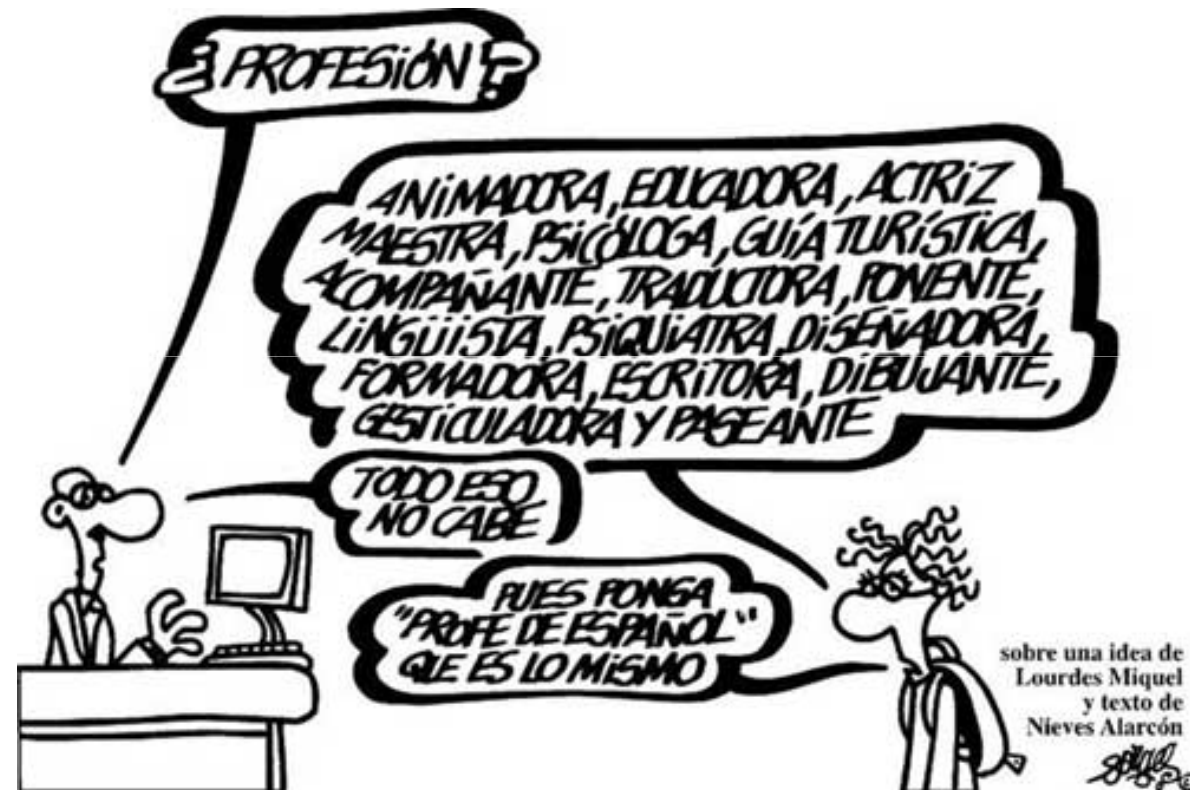 ¿PROFESIÓN?
ANIMADORA, EDUCADORA, ACTRIZ
MAESTRA, PSICÓLOGA, GUÍA TURÍSTICA,
ACOMPAÑANTE, TRADUCTORA, PONENTE,
LINGÜISTA, PSIQUIATRA, DISEÑADORA,
FORMADORA, ESCRITORA, DIBUJANTE,
GESTICULADORA Y PASEANTE
TODO ESO
NO CABE
PUES PONGA
"PROFE DE ESPAÑOL"
QUE ES LO MISMO
sobre una idea de
Lourdes Miquel
y texto de
Nieves Alarcón